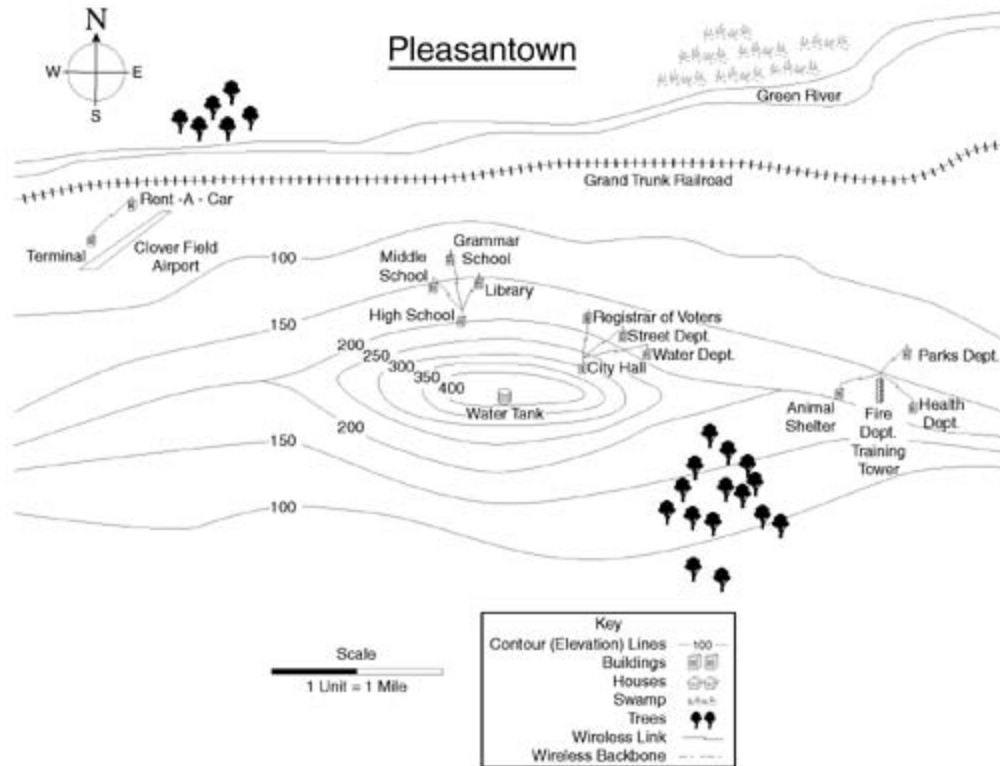 N
W E
S
Pleasantown
Green River
Grand Trunk Railroad
Rent -A - Car
Terminal
Clover Field
Airport
100
Grammar
School
Middle
School
Library
High School
150
Registrar of Voters
Street Dept.
Water Dept.
City Hall
200
250
300
350
400
Water Tank
Parks Dept.
Animal
Shelter
Fire
Dept.
Training
Tower
Health
Dept.
200
150
100
Scale
1 Unit = 1 Mile
Key
Contour (Elevation) Lines 100
Buildings
Houses
Swamp
Trees
Wireless Link
Wireless Backbone